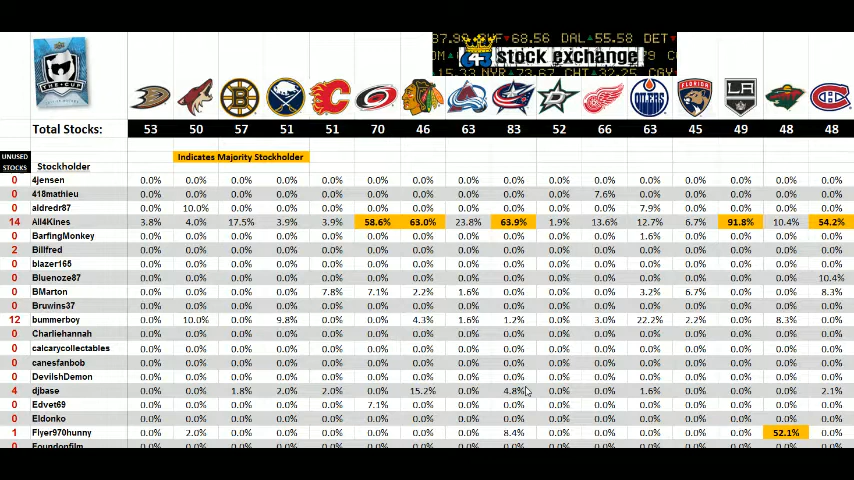 87.99 68.56 DAL 55.58 DET
stock exchange
15.33 NYR 73.67 CHI 32.25 CGY
THE CUP
FLORIDA
LA
OILERS
Total Stocks: 53 50 57 51 51 70 46 63 83 52 66 63 45 49 48 48
UNUSED STOCKS Stockholder Indicates Majority Stockholder
0 4jensen 0.0% 0.0% 0.0% 0.0% 0.0% 0.0% 0.0% 0.0% 0.0% 0.0% 0.0% 0.0% 0.0% 0.0% 0.0% 0.0%
0 418mathieu 0.0% 0.0% 0.0% 0.0% 0.0% 0.0% 0.0% 0.0% 0.0% 0.0% 7.6% 0.0% 0.0% 0.0% 0.0% 0.0%
0 aldredr87 0.0% 10.0% 0.0% 0.0% 0.0% 0.0% 0.0% 0.0% 0.0% 0.0% 0.0% 7.9% 0.0% 0.0% 0.0% 0.0%
14 All4Kines 3.8% 4.0% 17.5% 3.9% 3.9% 58.6% 63.0% 23.8% 63.9% 1.9% 13.6% 12.7% 6.7% 91.8% 10.4% 54.2%
0 BarfingMonkey 0.0% 0.0% 0.0% 0.0% 0.0% 0.0% 0.0% 0.0% 0.0% 0.0% 0.0% 1.6% 0.0% 0.0% 0.0% 0.0%
2 Billfred 0.0% 0.0% 0.0% 0.0% 0.0% 0.0% 0.0% 0.0% 0.0% 0.0% 0.0% 0.0% 0.0% 0.0% 0.0% 0.0%
0 blazer165 0.0% 0.0% 0.0% 0.0% 0.0% 0.0% 0.0% 0.0% 0.0% 0.0% 0.0% 0.0% 0.0% 0.0% 0.0% 0.0%
0 Bluenoze87 0.0% 0.0% 0.0% 0.0% 0.0% 0.0% 0.0% 0.0% 0.0% 0.0% 0.0% 0.0% 0.0% 0.0% 0.0% 10.4%
0 BMarton 0.0% 0.0% 0.0% 0.0% 7.8% 7.1% 2.2% 1.6% 0.0% 0.0% 0.0% 3.2% 6.7% 0.0% 0.0% 8.3%
0 Bruwins37 0.0% 0.0% 0.0% 0.0% 0.0% 0.0% 0.0% 0.0% 0.0% 0.0% 0.0% 0.0% 0.0% 0.0% 0.0% 0.0%
12 bummerboy 0.0% 10.0% 0.0% 9.8% 0.0% 0.0% 4.3% 1.6% 1.2% 0.0% 3.0% 22.2% 2.2% 0.0% 8.3% 0.0%
0 Charliehannah 0.0% 0.0% 0.0% 0.0% 0.0% 0.0% 0.0% 0.0% 0.0% 0.0% 0.0% 0.0% 0.0% 0.0% 0.0% 0.0%
0 calcarycollectables 0.0% 0.0% 0.0% 0.0% 0.0% 0.0% 0.0% 0.0% 0.0% 0.0% 0.0% 0.0% 0.0% 0.0% 0.0% 0.0%
0 canesfanbob 0.0% 0.0% 0.0% 0.0% 0.0% 0.0% 0.0% 0.0% 0.0% 0.0% 0.0% 0.0% 0.0% 0.0% 0.0% 0.0%
0 DevilshDemon 0.0% 0.0% 0.0% 0.0% 0.0% 0.0% 0.0% 0.0% 0.0% 0.0% 0.0% 0.0% 0.0% 0.0% 0.0% 0.0%
4 djbase 0.0% 0.0% 1.8% 2.0% 2.0% 0.0% 15.2% 0.0% 4.8% 0.0% 0.0% 1.6% 0.0% 0.0% 0.0% 2.1%
0 Edvet69 0.0% 0.0% 0.0% 0.0% 0.0% 7.1% 0.0% 0.0% 0.0% 0.0% 0.0% 0.0% 0.0% 0.0% 0.0% 0.0%
0 Eldonko 0.0% 0.0% 0.0% 0.0% 0.0% 0.0% 0.0% 0.0% 0.0% 0.0% 0.0% 0.0% 0.0% 0.0% 0.0% 0.0%
1 Flyer970hunny 0.0% 2.0% 0.0% 0.0% 0.0% 0.0% 0.0% 0.0% 8.4% 0.0% 0.0% 0.0% 0.0% 0.0% 52.1% 0.0%